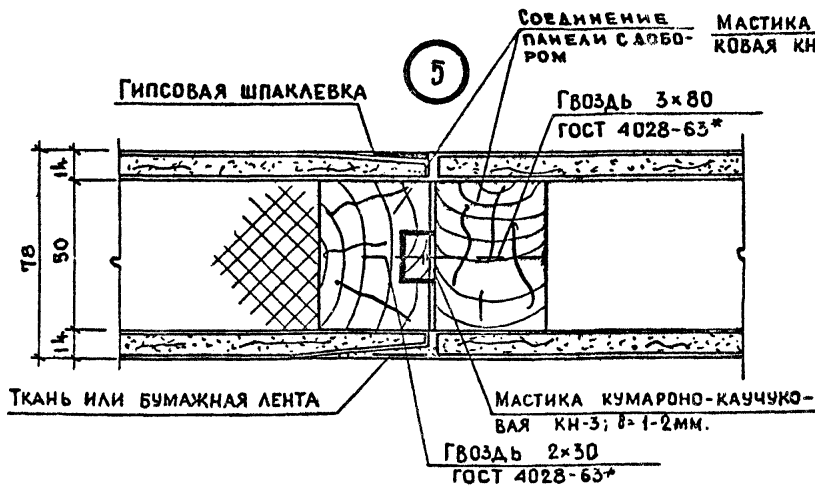 СОЕДИНЕНИЕ
ПАНЕЛИ С ДОБО-
РОМ
МАСТИКА
КОВАЯ КН
5
ГИПСОВАЯ ШПАКЛЕВКА
ГВОЗДЬ 3×80
ГОСТ 4028-63*
14
78
50
14
ТКАНЬ ИЛИ БУМАЖНАЯ ЛЕНТА
МАСТИКА КУМАРОНО-КАУЧУКО-
ВАЯ КН-3; δ=1-2ММ.
ГВОЗДЬ 2×30
ГОСТ 4028-63*